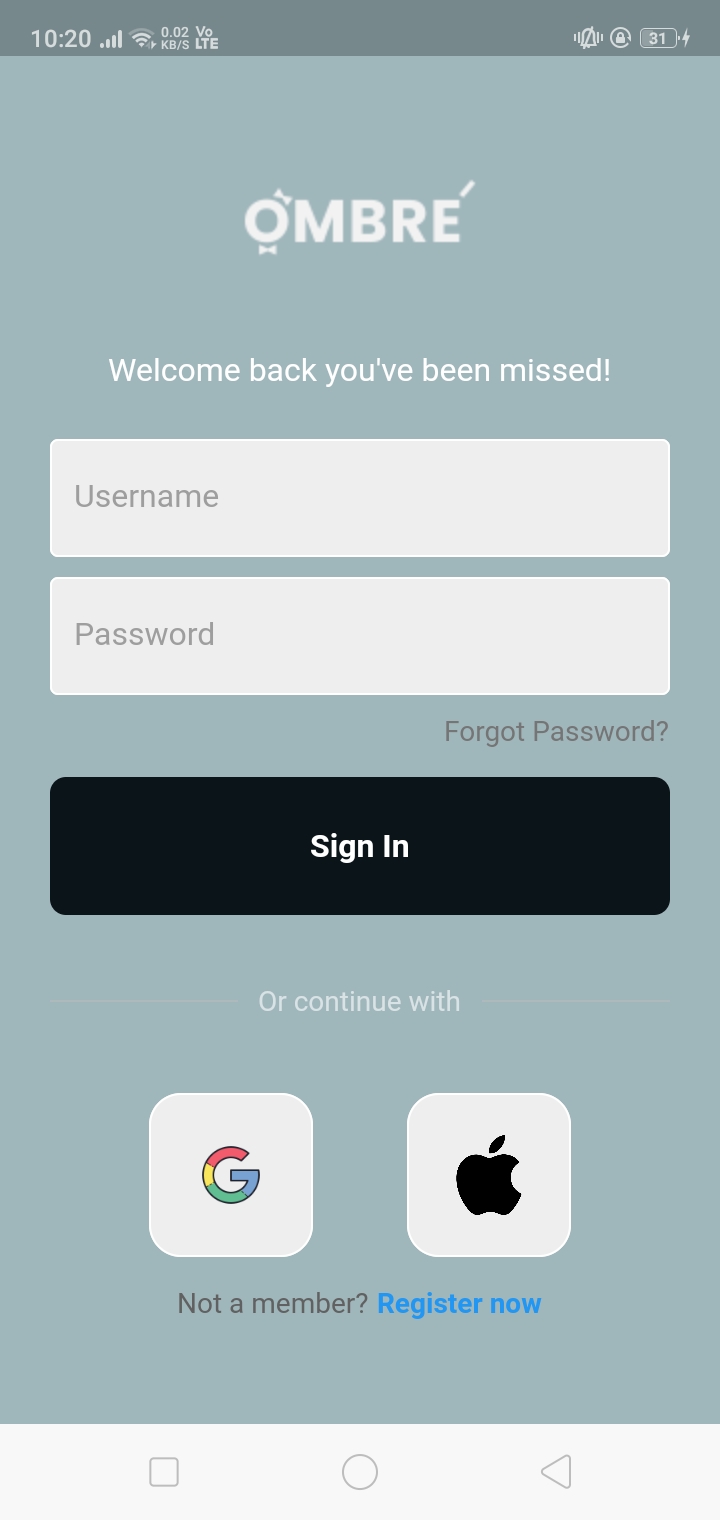 10:20 0.02 KB/S Vo LTE 31
OMBRE
Welcome back you've been missed!
Username
Password
Forgot Password?
Sign In
Or continue with
G
Not a member? Register now